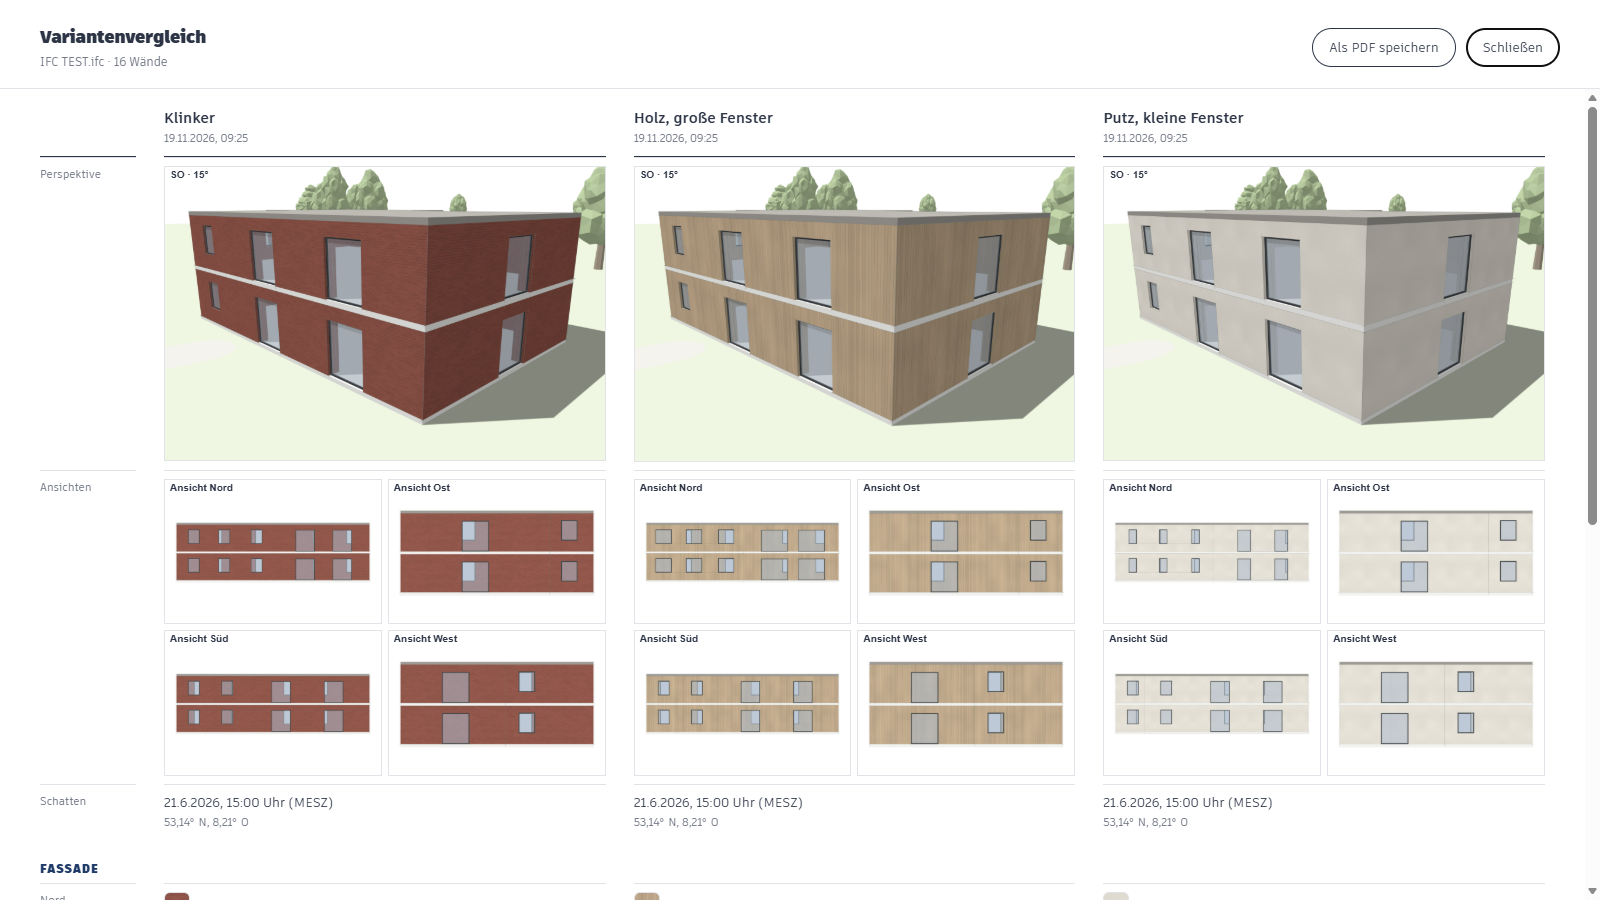 Variantenvergleich
IFC TEST.ifc · 16 Wände
Als PDF speichern
Schließen
Klinker
19.11.2026, 09:25
Holz, große Fenster
19.11.2026, 09:25
Putz, kleine Fenster
19.11.2026, 09:25
Perspektive
SO · 15°
SO · 15°
SO · 15°
Ansichten
Ansicht Nord
Ansicht Ost
Ansicht Nord
Ansicht Ost
Ansicht Nord
Ansicht Ost
Ansicht Süd
Ansicht West
Ansicht Süd
Ansicht West
Ansicht Süd
Ansicht West
Schatten
21.6.2026, 15:00 Uhr (MESZ)
53,14° N, 8,21° O
21.6.2026, 15:00 Uhr (MESZ)
53,14° N, 8,21° O
21.6.2026, 15:00 Uhr (MESZ)
53,14° N, 8,21° O
FASSADE
Nord